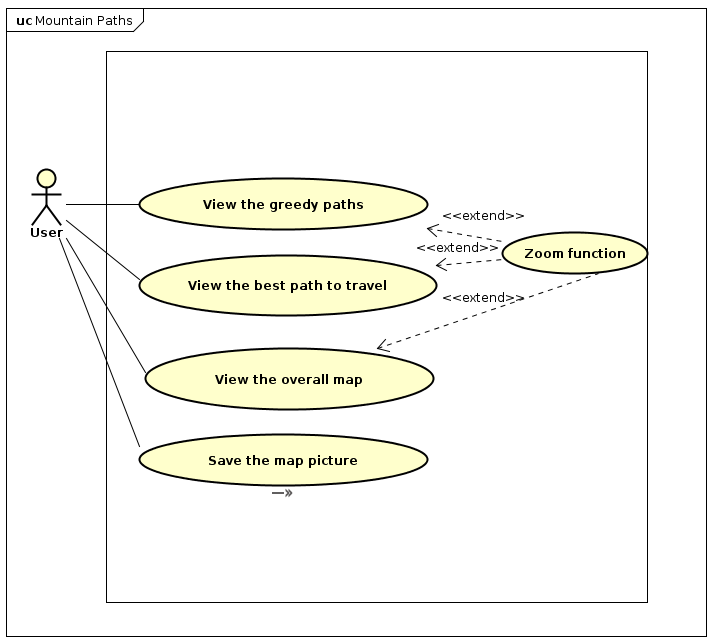 uc Mountain Paths
View the greedy paths
<<extend>>
User
<<extend>>
Zoom function
View the best path to travel
<<extend>>
View the overall map
Save the map picture